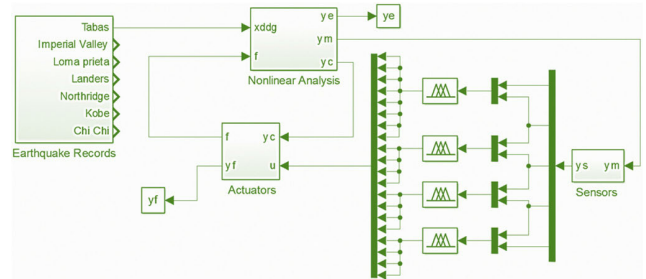 Tabas
Imperial Valley
Loma prieta
Landers
Northridge
Kobe
Chi Chi
Earthquake Records
xddg
f
ye
ym
yc
Nonlinear Analysis
ye
f
yf
yc
u
Actuators
yf
ys
ym
Sensors